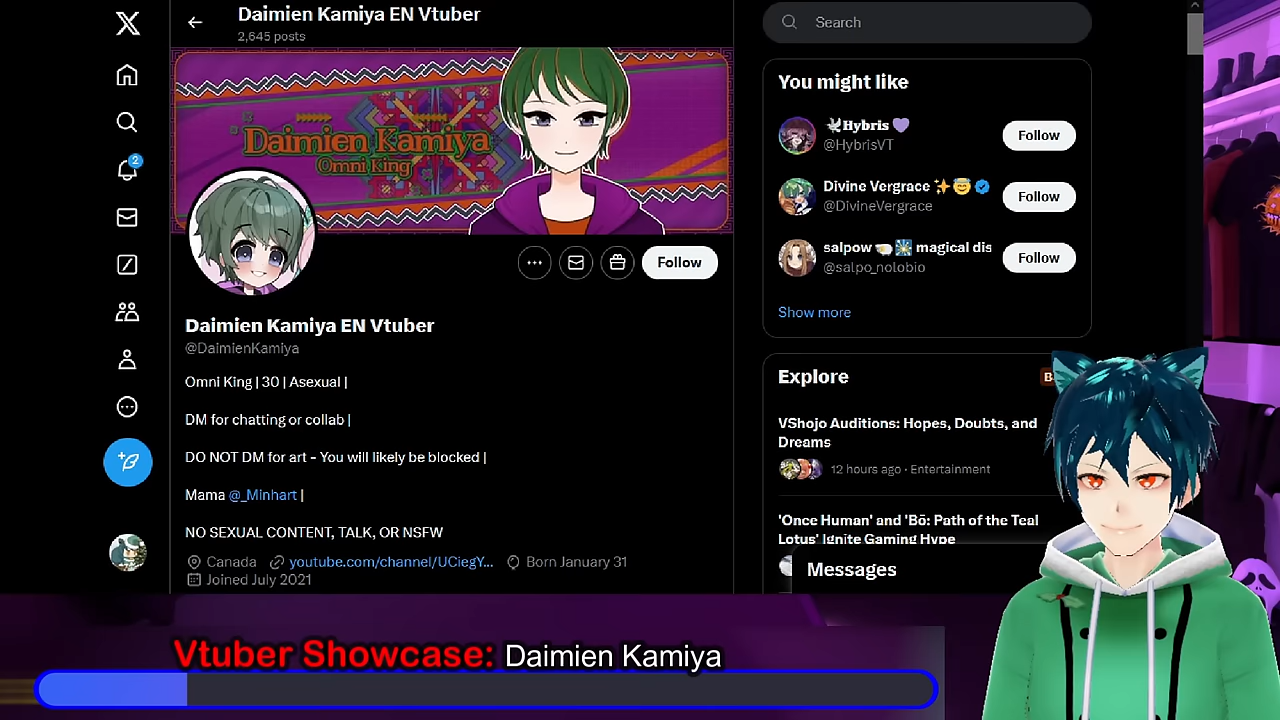 Daimien Kamiya EN Vtuber
2,645 posts
Daimien Kamiya
Omni King
Follow
Daimien Kamiya EN Vtuber
@DaimienKamiya
Omni King | 30 | Asexual |
DM for chatting or collab |
DO NOT DM for art - You will likely be blocked |
Mama @_Minhart |
NO SEXUAL CONTENT, TALK, OR NSFW
Canada youtube.com/channel/UCiegY... Born January 31
Joined July 2021
2
Search
You might like
🕊Hybris 💜
@HybrisVT
Follow
Divine Vergrace ✨😇
@DivineVergrace
Follow
salpow 🍚🎇 magical dis
@salpo_nolobio
Follow
Show more
Explore
B
VShojo Auditions: Hopes, Doubts, and
Dreams
12 hours ago · Entertainment
'Once Human' and 'Bō: Path of the Teal
Lotus' Ignite Gaming Hype
Messages
Vtuber Showcase: Daimien Kamiya